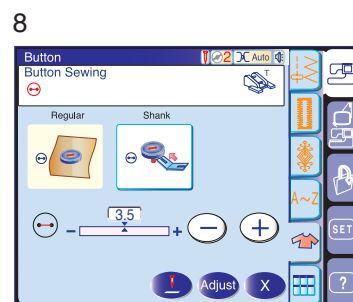 8
Button
2 Auto
Button Sewing
T
Regular Shank
3.5
- +
− +
Adjust X
A~Z
SET
?